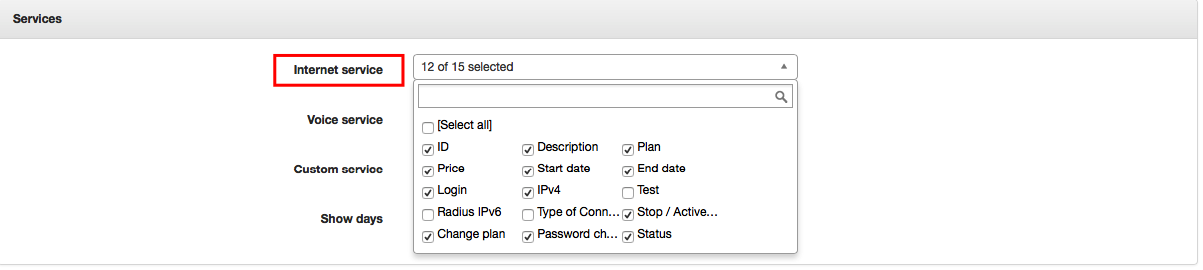 Services
Internet service
12 of 15 selected
Voice service
Custom service
Show days
[Select all]
ID Description Plan
Price Start date End date
Login IPv4 Test
Radius IPv6 Type of Conn... Stop / Active...
Change plan Password ch... Status